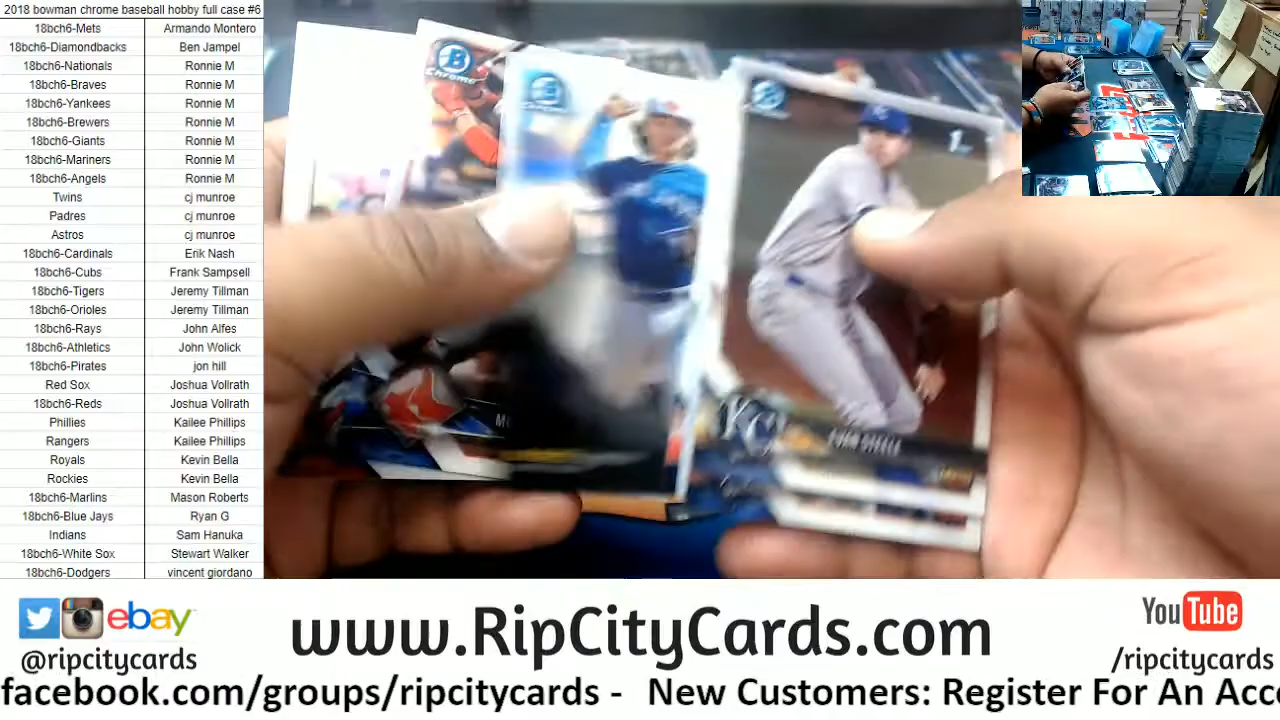 2018 bowman chrome baseball hobby full case #6
18bch6-Mets Armando Montero
18bch6-Diamondbacks Ben Jampel
18bch6-Nationals Ronnie M
18bch6-Braves Ronnie M
18bch6-Yankees Ronnie M
18bch6-Brewers Ronnie M
18bch6-Giants Ronnie M
18bch6-Mariners Ronnie M
18bch6-Angels Ronnie M
Twins cj munroe
Padres cj munroe
Astros cj munroe
18bch6-Cardinals Erik Nash
18bch6-Cubs Frank Sampsell
18bch6-Tigers Jeremy Tillman
18bch6-Orioles Jeremy Tillman
18bch6-Rays John Alfes
18bch6-Athletics John Wolick
18bch6-Pirates jon hill
Red Sox Joshua Vollrath
18bch6-Reds Joshua Vollrath
Phillies Kailee Phillips
Rangers Kailee Phillips
Royals Kevin Bella
Rockies Kevin Bella
18bch6-Marlins Mason Roberts
18bch6-Blue Jays Ryan G
Indians Sam Hanuka
18bch6-White Sox Stewart Walker
18bch6-Dodgers vincent giordano
B
Chrome
1st
KC
ebay
@ripcitycards
www.RipCityCards.com
YouTube
/ripcitycards
facebook.com/groups/ripcitycards - New Customers: Register For An Acc